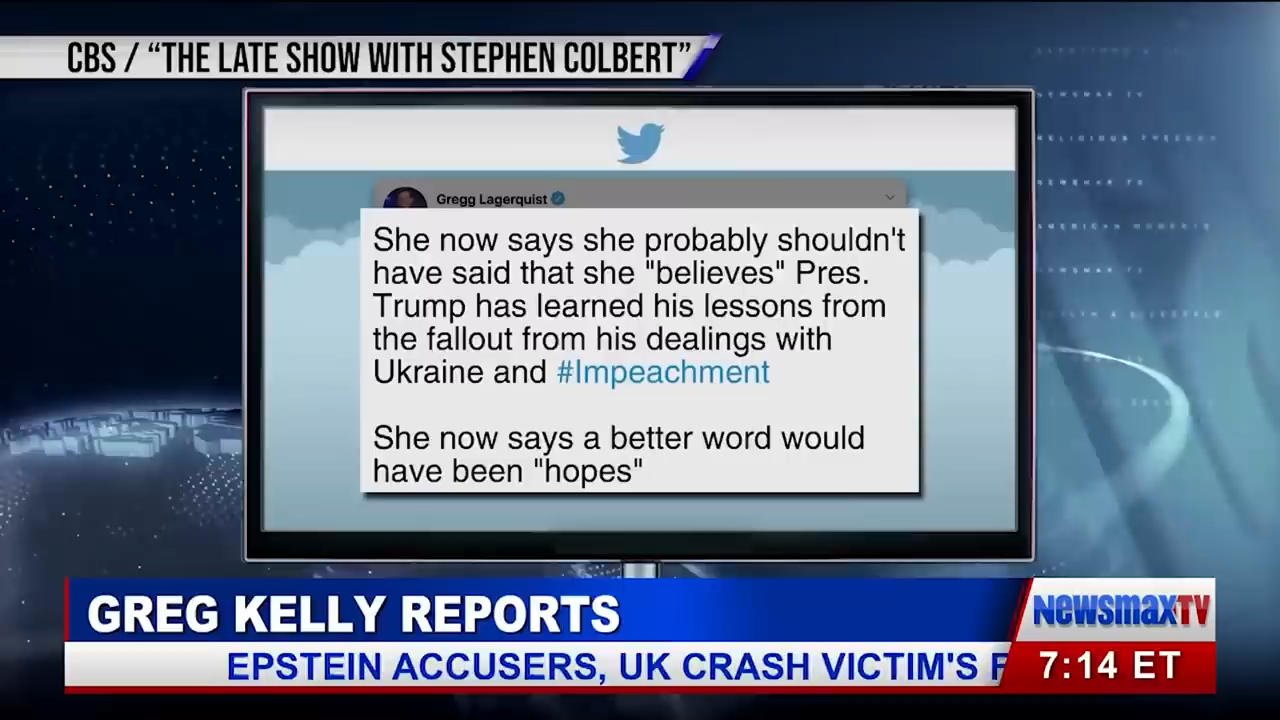 CBS / “THE LATE SHOW WITH STEPHEN COLBERT”
Gregg Lagerquist
She now says she probably shouldn't
have said that she "believes" Pres.
Trump has learned his lessons from
the fallout from his dealings with
Ukraine and #Impeachment
She now says a better word would
have been "hopes"
GREG KELLY REPORTS
NEWSMAXTV
EPSTEIN ACCUSERS, UK CRASH VICTIM'S
7:14 ET